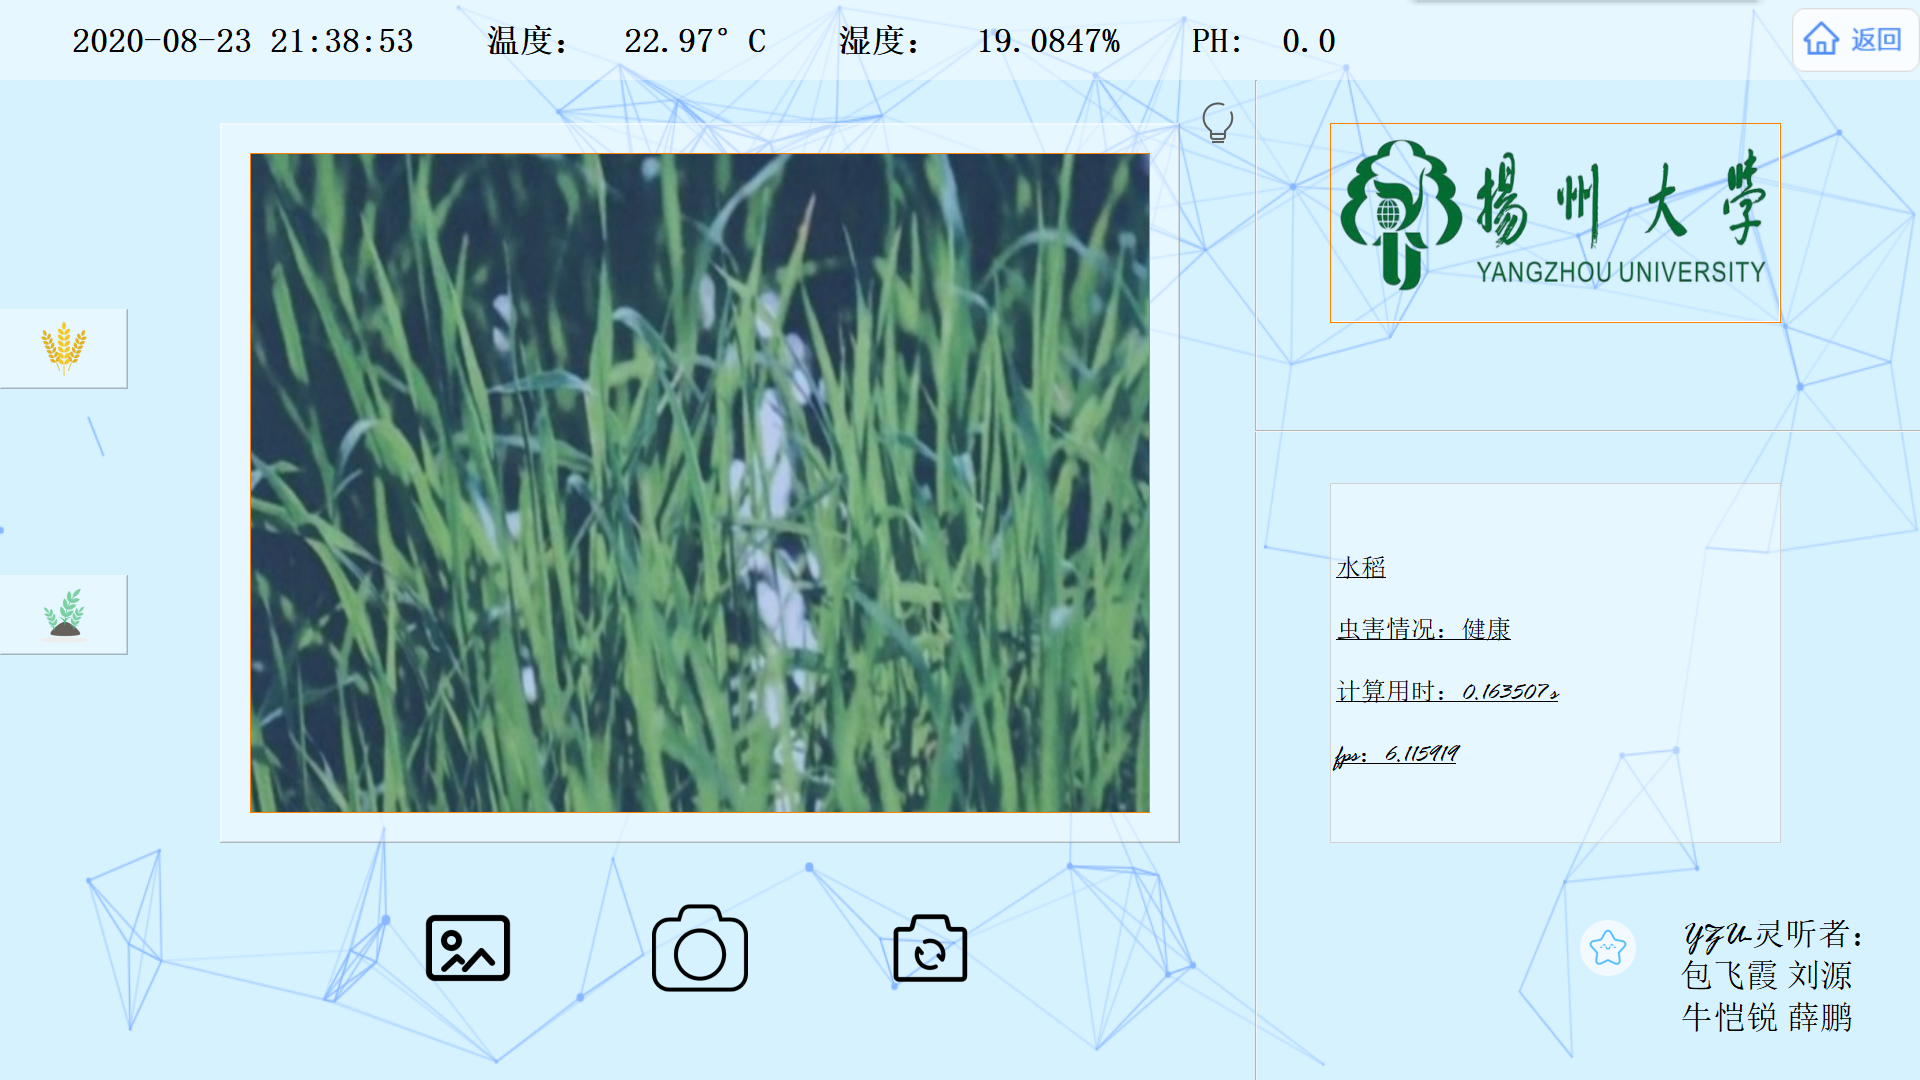 2020-08-23 21:38:53 温度: 22.97° C 湿度: 19.0847% PH: 0.0
返回
揚州大学
YANGZHOU UNIVERSITY
水稻
虫害情况: 健康
计算用时: 0.163507s
fps: 6.115919
YZU灵听者:
包飞霞 刘源
牛恺锐 薛鹏